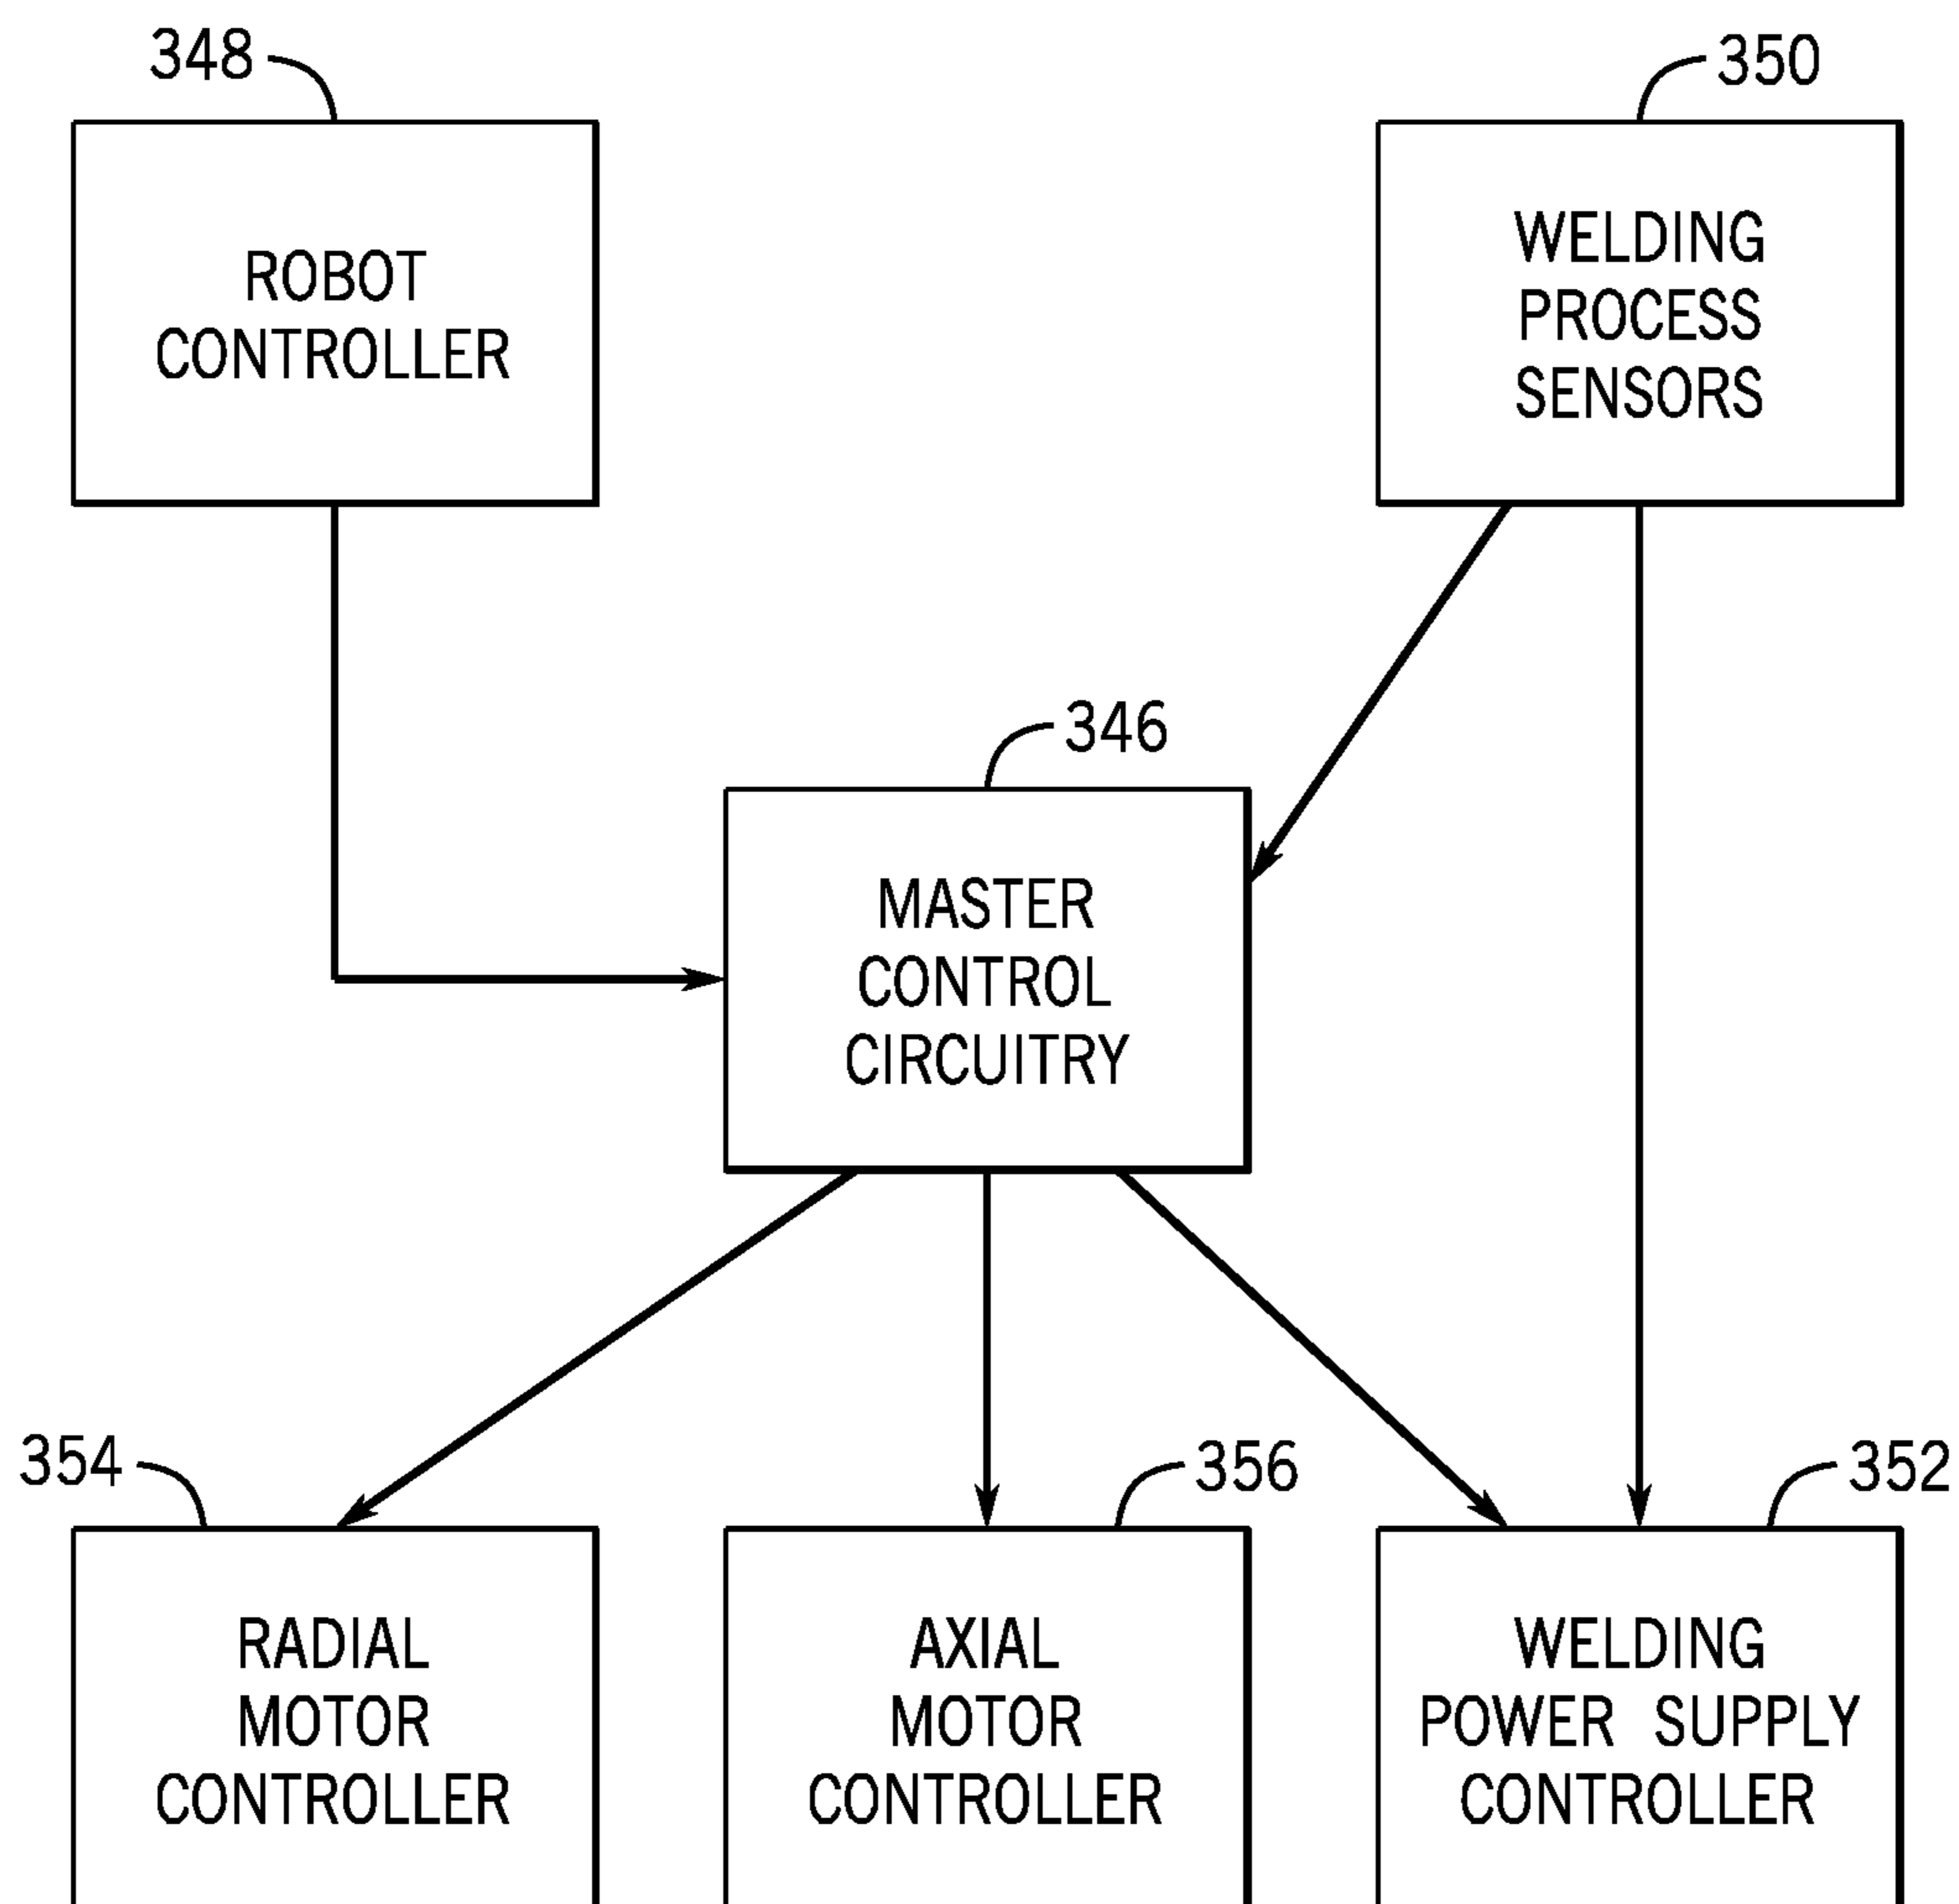 348
350
ROBOT
CONTROLLER
WELDING
PROCESS
SENSORS
346
MASTER
CONTROL
CIRCUITRY
354
356
352
RADIAL
MOTOR
CONTROLLER
AXIAL
MOTOR
CONTROLLER
WELDING
POWER SUPPLY
CONTROLLER